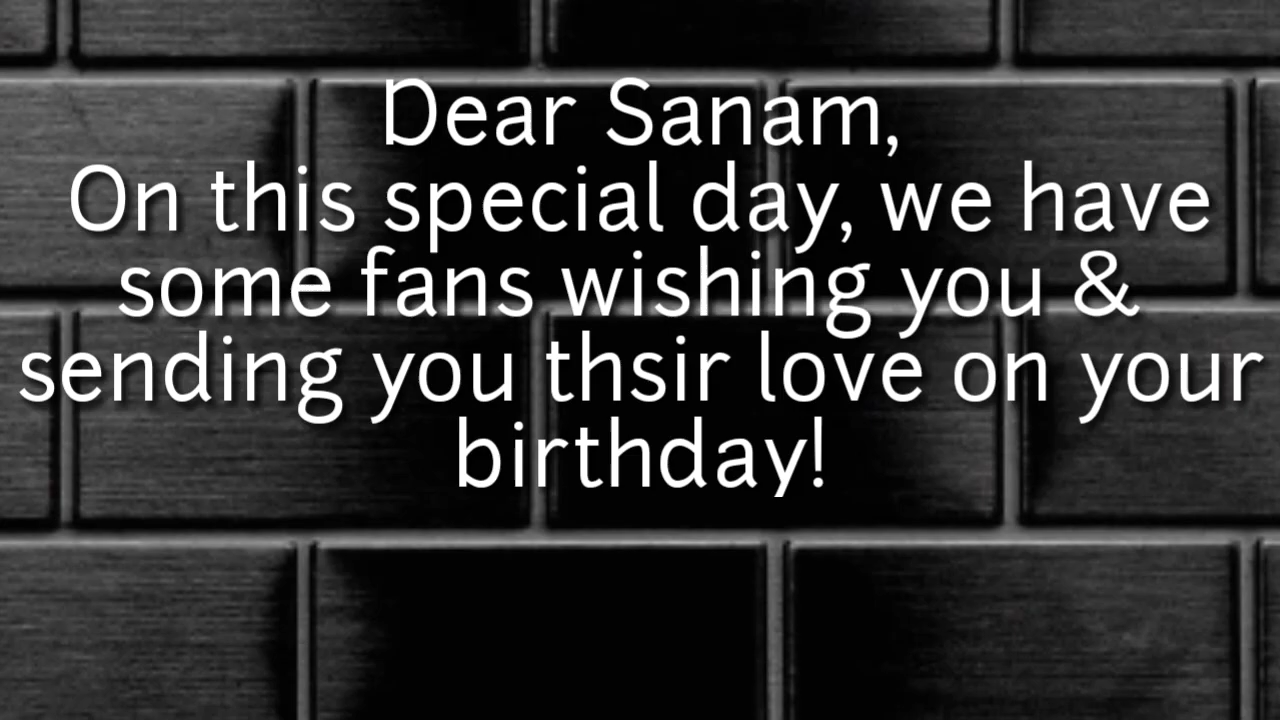 Dear Sanam,
On this special day, we have
some fans wishing you &
sending you thsir love on your
birthday!